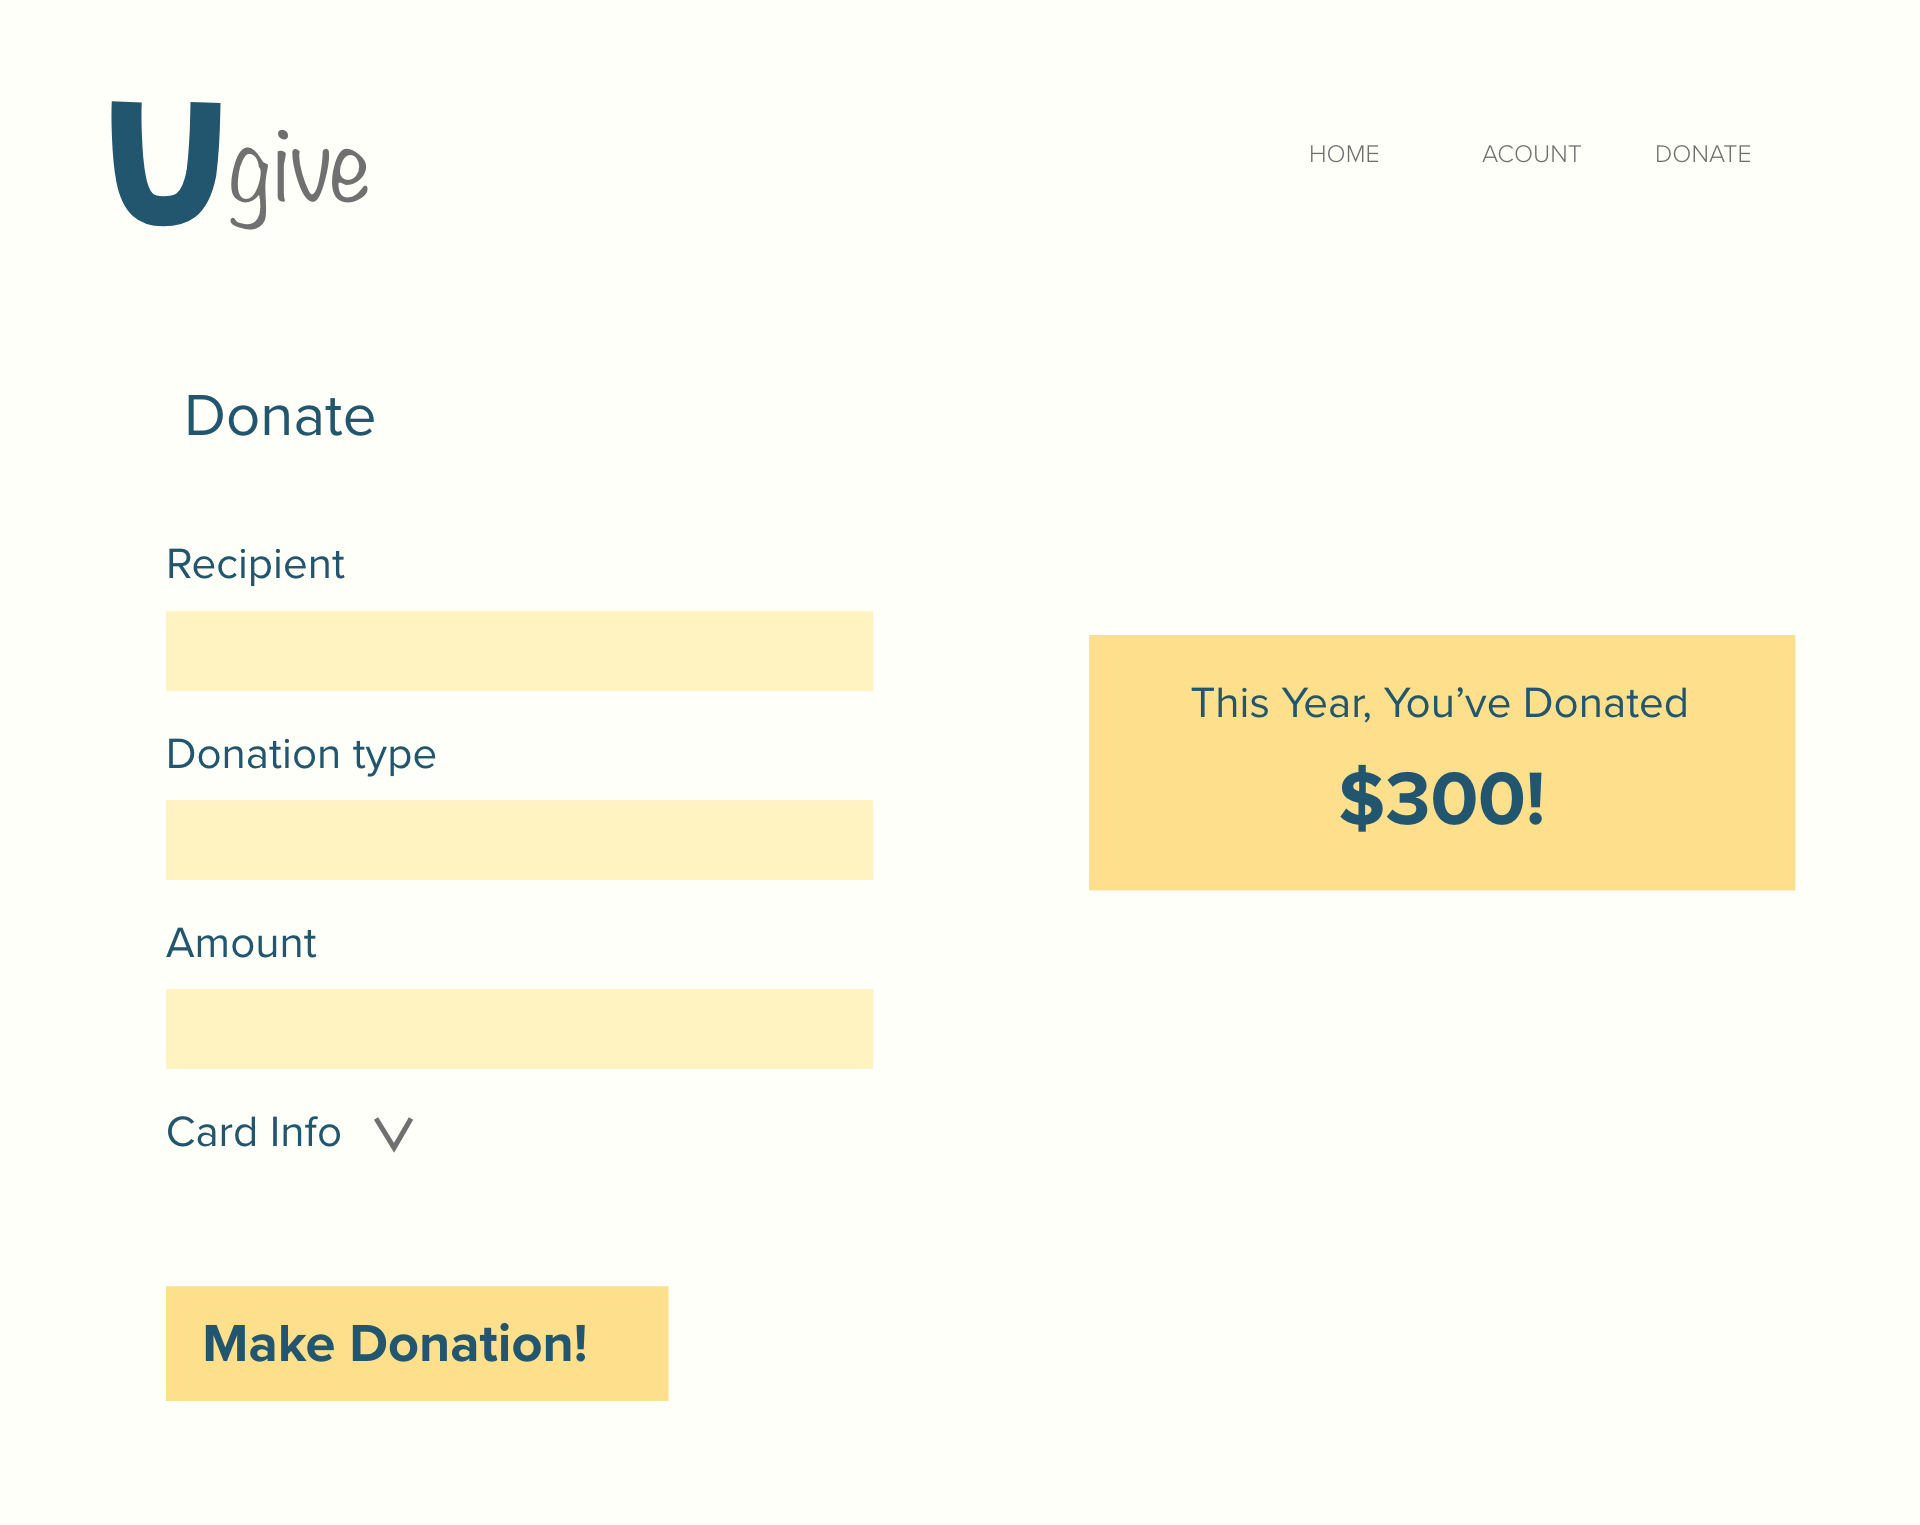 Ugive
HOME ACOUNT DONATE
Donate
Recipient
Donation type
Amount
Card Info
Make Donation!
This Year, You’ve Donated
$300!